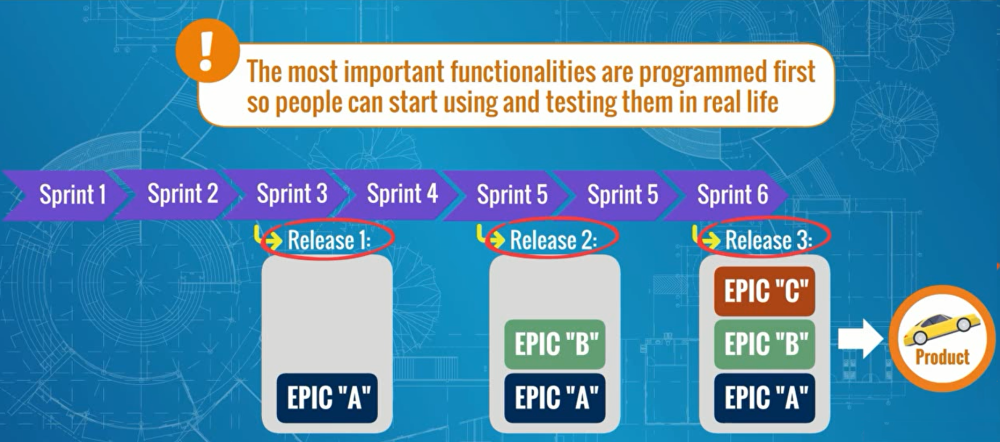 !
The most important functionalities are programmed first
so people can start using and testing them in real life
Sprint 1 Sprint 2 Sprint 3 Sprint 4 Sprint 5 Sprint 5 Sprint 6
Release 1: Release 2: Release 3:
EPIC "C"
EPIC "B" EPIC "B"
Product
EPIC "A" EPIC "A" EPIC "A"